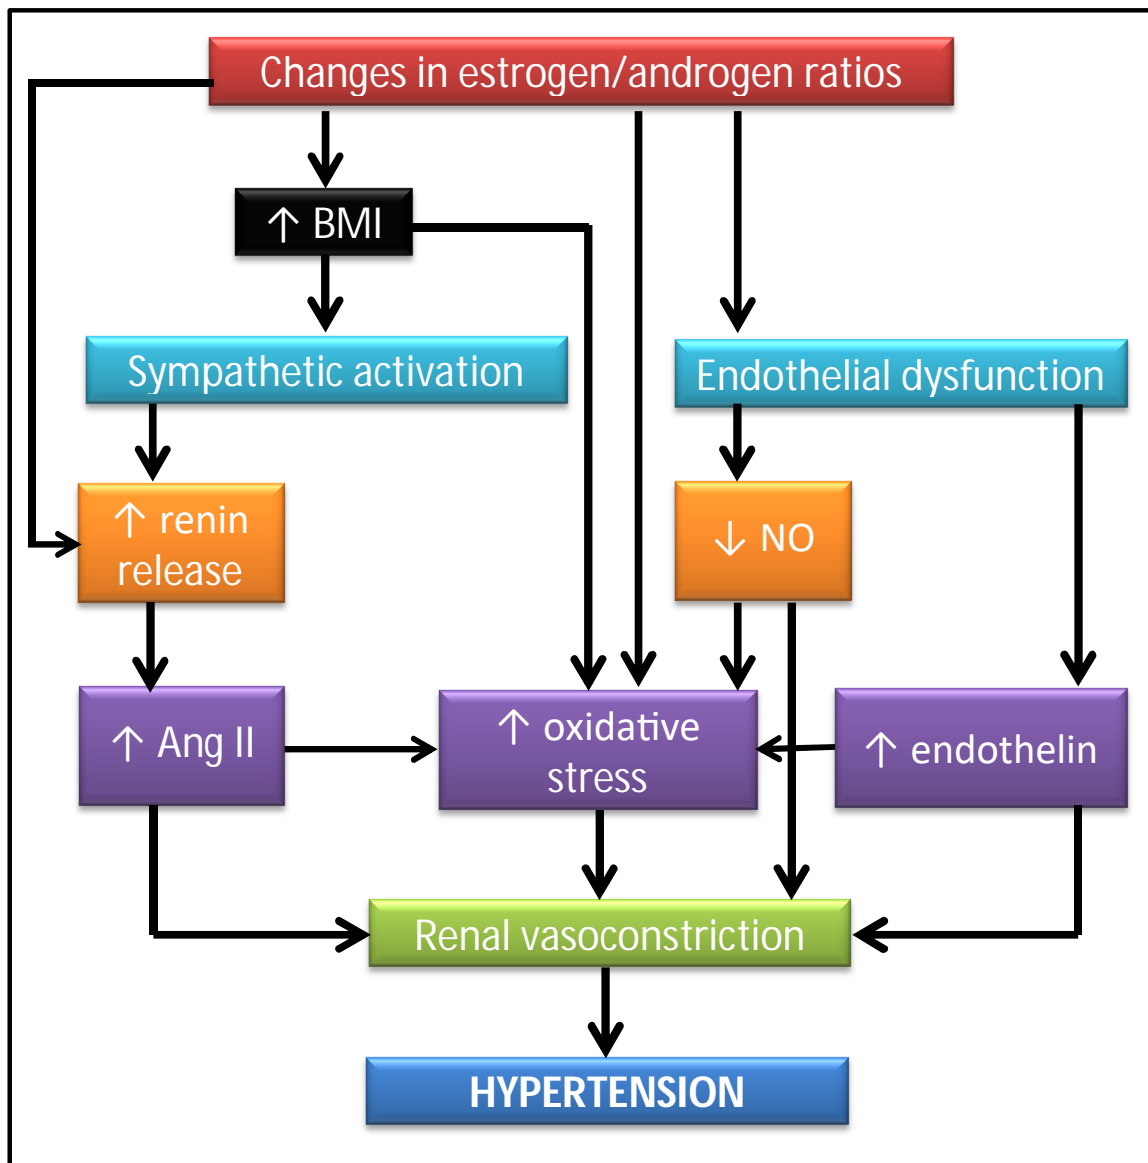 Changes in estrogen/androgen ratios
↑ BMI
Sympathetic activation
Endothelial dysfunction
↑ renin
release
↓ NO
↑ Ang II
↑ oxidative
stress
↑ endothelin
Renal vasoconstriction
HYPERTENSION